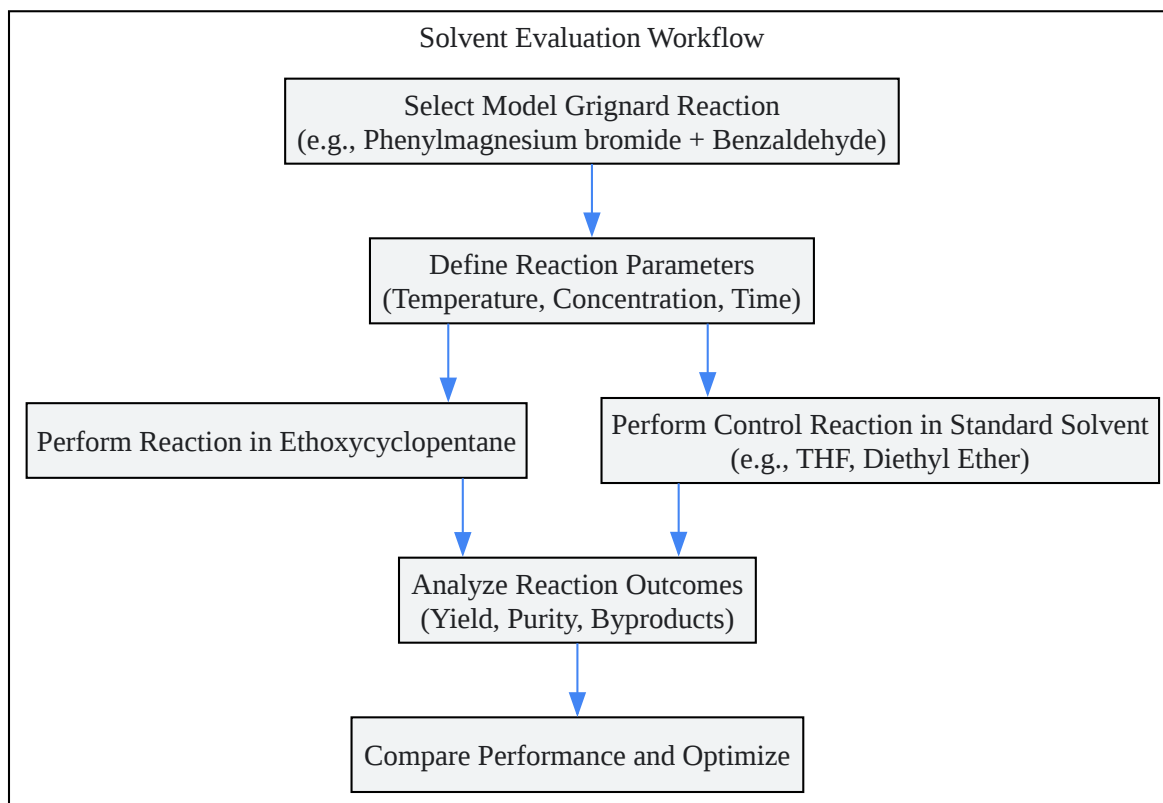 Solvent Evaluation Workflow
Select Model Grignard Reaction
(e.g., Phenylmagnesium bromide + Benzaldehyde)
Define Reaction Parameters
(Temperature, Concentration, Time)
Perform Reaction in Ethoxycyclopentane
Perform Control Reaction in Standard Solvent
(e.g., THF, Diethyl Ether)
Analyze Reaction Outcomes
(Yield, Purity, Byproducts)
Compare Performance and Optimize